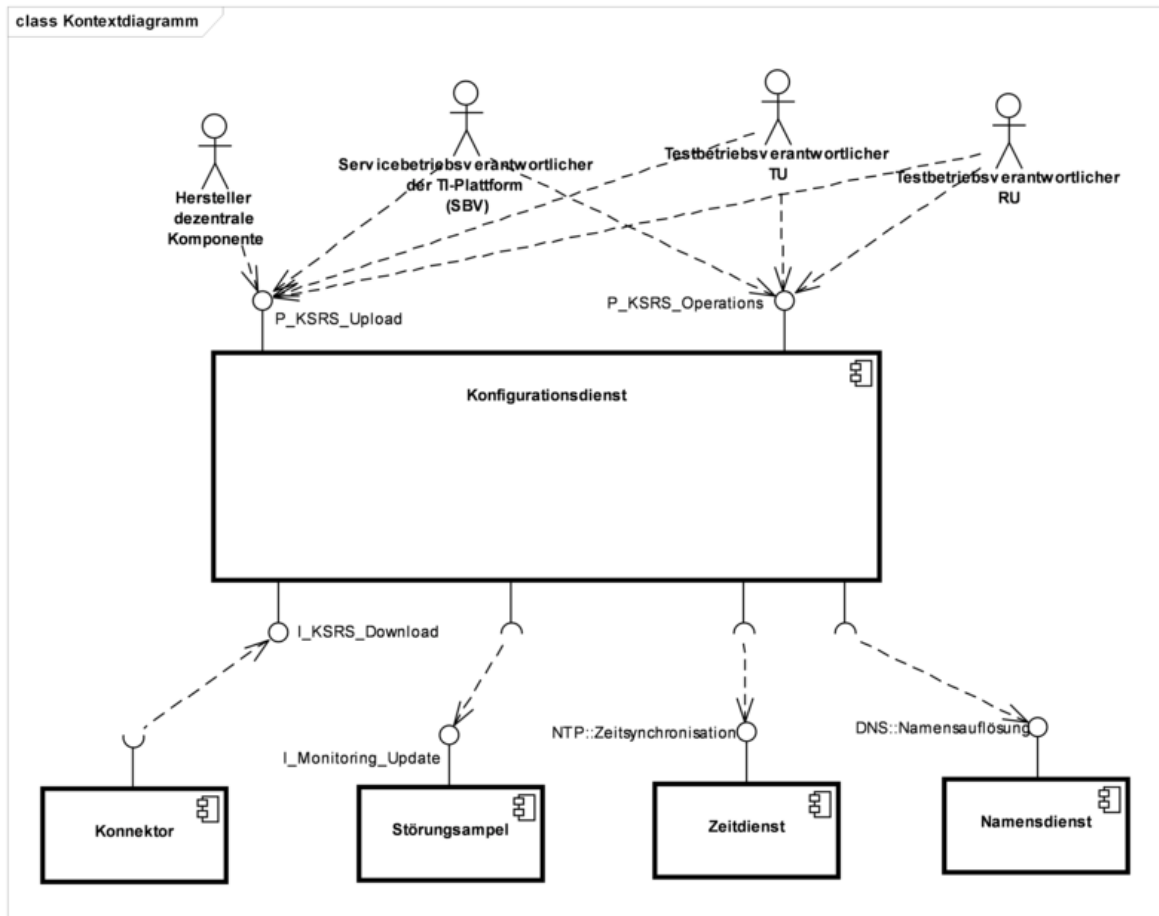 class Kontextdiagramm
Hersteller
dezentrale
Komponente
Servicebetriebsverantwortlicher
der TI-Plattform
(SBV)
Testbetriebsverantwortlicher
TU
Testbetriebsverantwortlicher
RU
P_KSRS_Upload
P_KSRS_Operations
Konfigurationsdienst
I_KSRS_Download
I_Monitoring_Update
NTP::Zeitsynchronisation
DNS::Namensauflösung
Konnektor
Störungsampel
Zeitdienst
Namensdienst